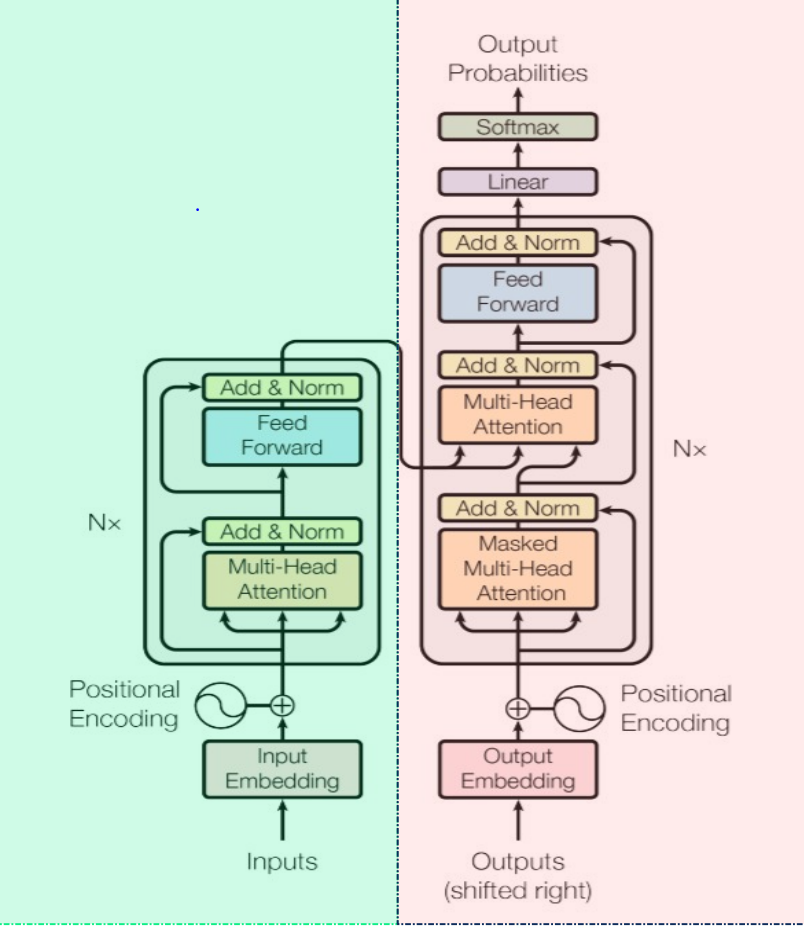 Output
Probabilities
Softmax
Linear
Add & Norm
Feed
Forward
Add & Norm
Multi-Head
Attention
N×
Add & Norm
Masked
Multi-Head
Attention
Positional
Encoding
Output
Embedding
Outputs
(shifted right)
Add & Norm
Feed
Forward
N×
Add & Norm
Multi-Head
Attention
Positional
Encoding
Input
Embedding
Inputs